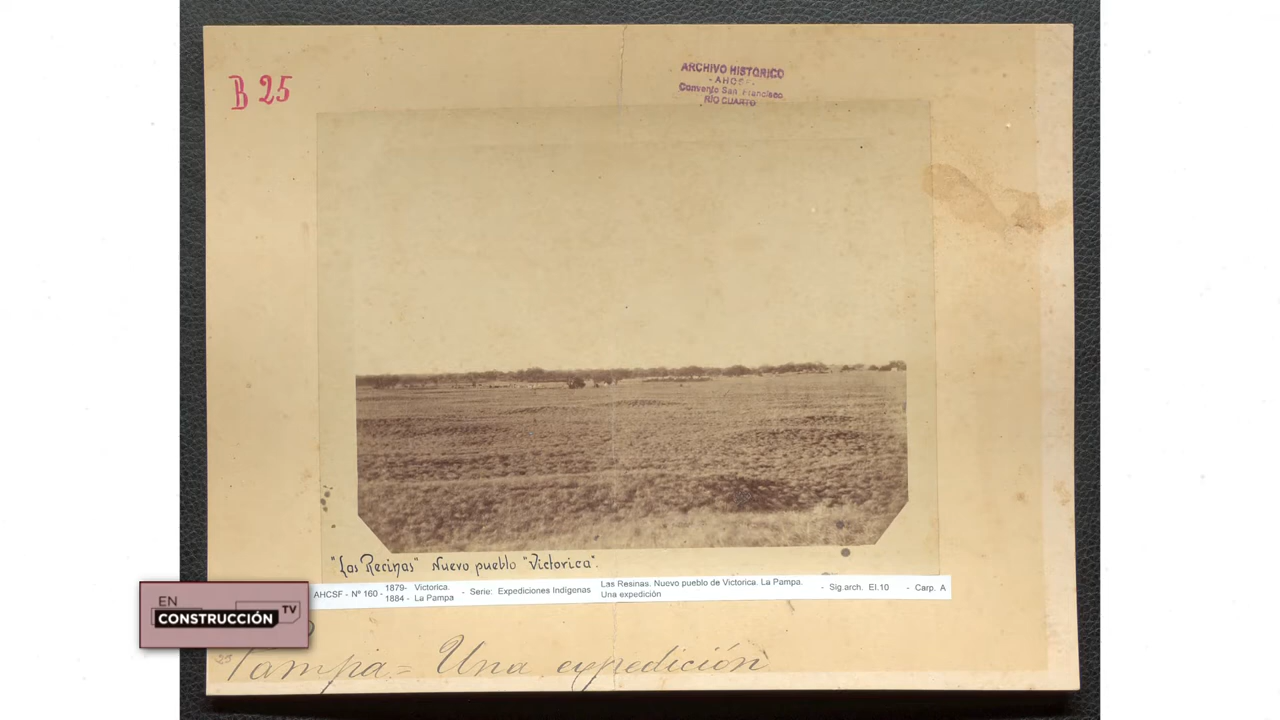 B 25
ARCHIVO HISTORICO
- AHCSF -
Convento San Francisco
RÍO CUARTO
"Las Recinas" Nuevo pueblo "Victorica".
AHCSF - Nº 160 - 1879- Victorica. - Serie: Expediciones Indígenas Las Resinas. Nuevo pueblo de Victorica. La Pampa. - Sig.arch. El.10 - Carp. A
1884 - La Pampa Una expedición
EN
CONSTRUCCIÓN TV
25
Pampa = Una expedición